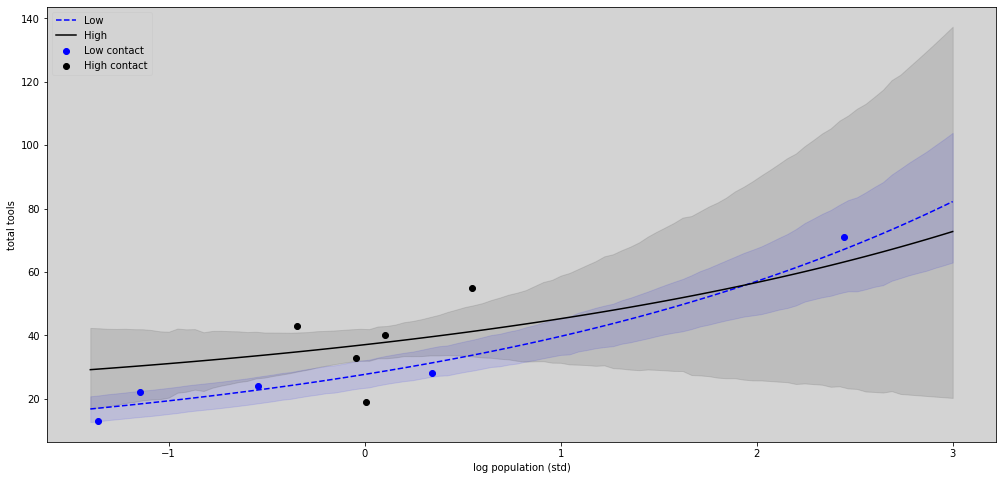 140
120
100
80
60
40
20
total tools
Low
High
Low contact
High contact
−1
0
1
2
3
log population (std)